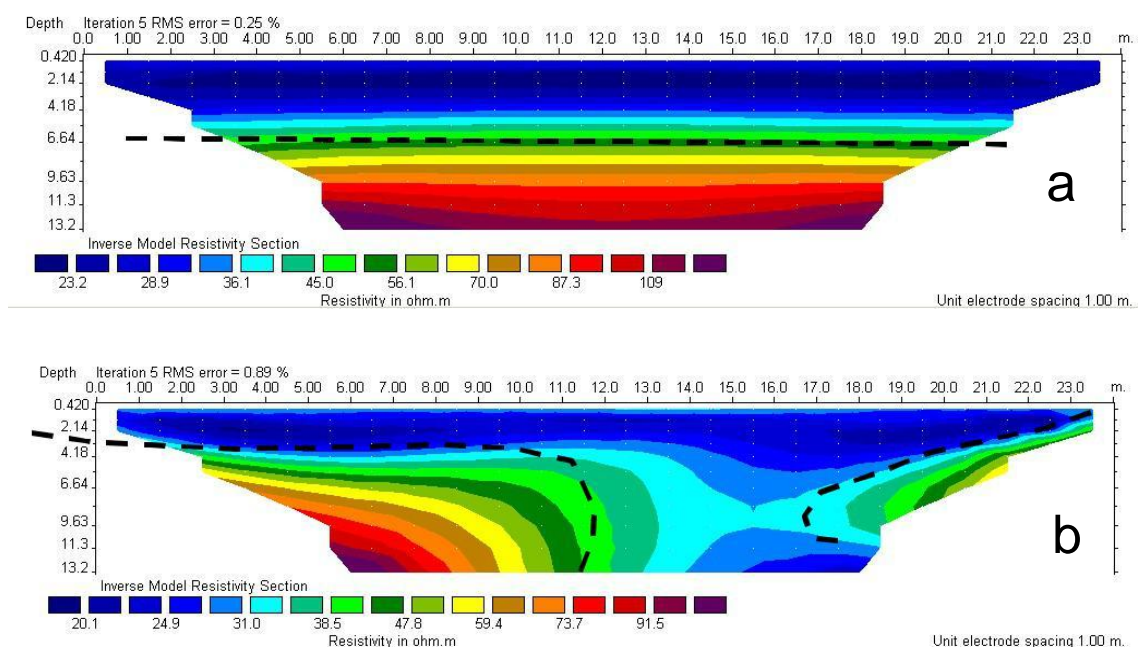 Depth Iteration 5 RMS error = 0.25 %
0.0 1.00 2.00 3.00 4.00 5.00 6.00 7.00 8.00 9.00 10.0 11.0 12.0 13.0 14.0 15.0 16.0 17.0 18.0 19.0 20.0 21.0 22.0 23.0 m.
0.420
2.14
4.18
6.64
9.63
11.3
13.2
a
Inverse Model Resistivity Section
23.2 28.9 36.1 45.0 56.1 70.0 87.3 109
Resistivity in ohm.m
Unit electrode spacing 1.00 m.
Depth Iteration 5 RMS error = 0.89 %
0.0 1.00 2.00 3.00 4.00 5.00 6.00 7.00 8.00 9.00 10.0 11.0 12.0 13.0 14.0 15.0 16.0 17.0 18.0 19.0 20.0 21.0 22.0 23.0 m.
0.420
2.14
4.18
6.64
9.63
11.3
13.2
b
Inverse Model Resistivity Section
20.1 24.9 31.0 38.5 47.8 59.4 73.7 91.5
Resistivity in ohm.m
Unit electrode spacing 1.00 m.